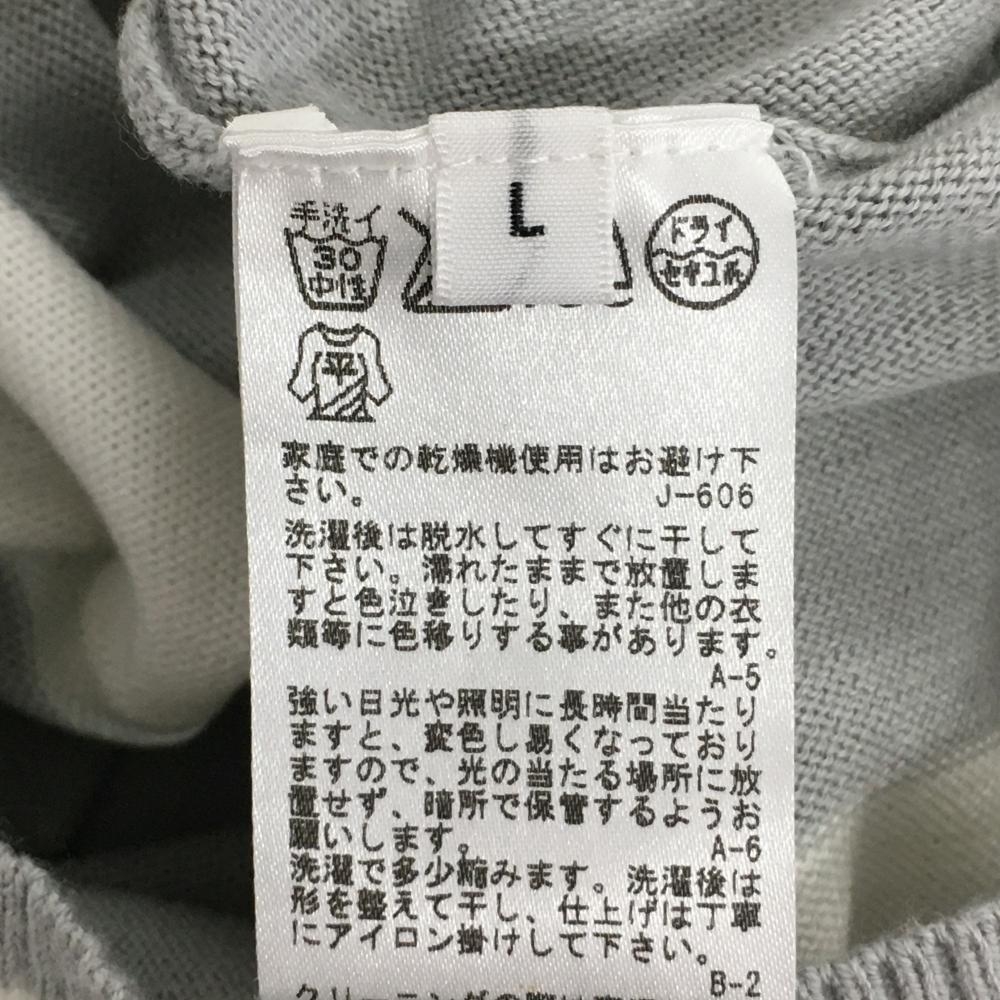 L
手洗イ
30
中性
ドライ
セキユ系
平
家庭での乾燥機使用はお避け下
さい。 J-606
洗濯後は脱水してすぐに干して
下さい。濡れたままで放置しま
すと色泣きしたり、また他の衣
類等に色移りする事があります。
A-5
強い日光や照明に長時間当たり
ますと、変色し易くなっており
ますので、光の当たる場所に放
置せず、暗所で保管するようお
願いします。 A-6
洗濯で多少縮みます。洗濯後は
形を整えて干し、仕上げは丁寧
にアイロン掛けして下さい。
B-2